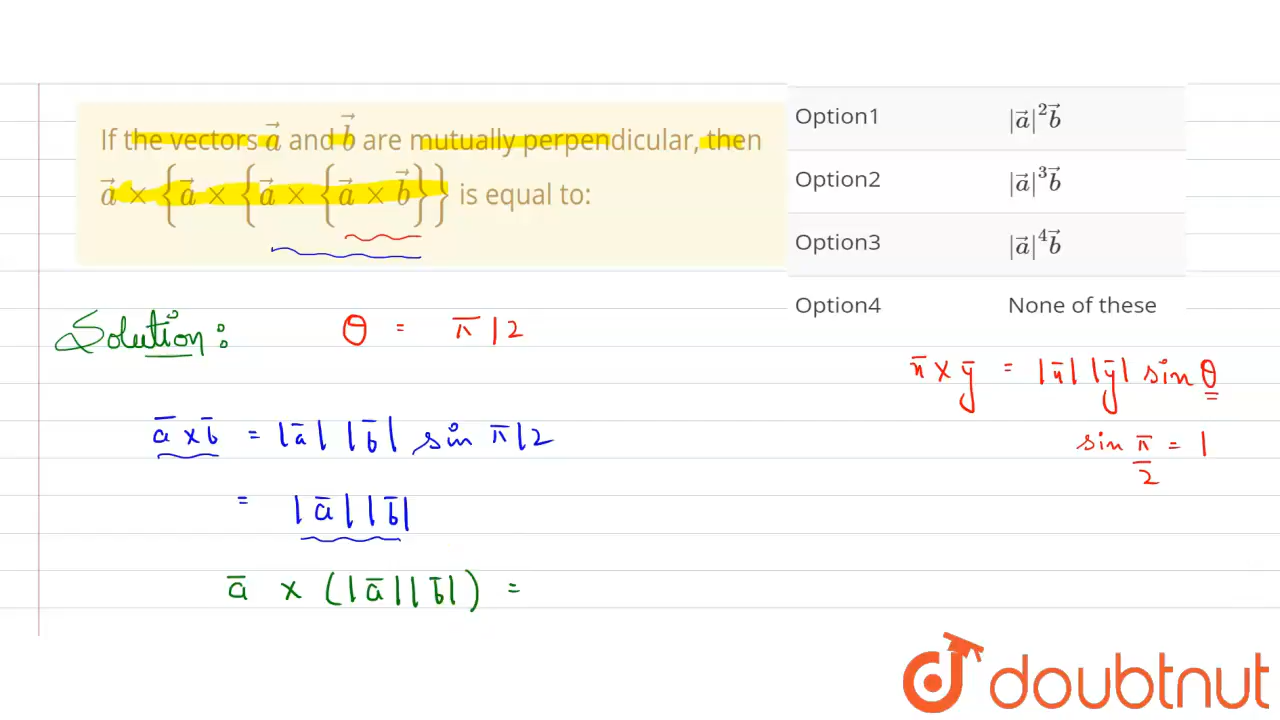 If the vectors a⃗ and b⃗ are mutually perpendicular, then
a⃗ × {a⃗ × {a⃗ × {a⃗ × b⃗}} is equal to:
Option1 |a⃗|²b⃗
Option2 |a⃗|³b⃗
Option3 |a⃗|⁴b⃗
Option4 None of these
Solution:
θ = π/2
x̄ × ȳ = |x̄| |ȳ| sin θ
sin π/2 = 1
ā × b̄ = |ā| |b̄| sin π/2
= |ā| |b̄|
ā × (|ā| |b̄|) =
doubtnut